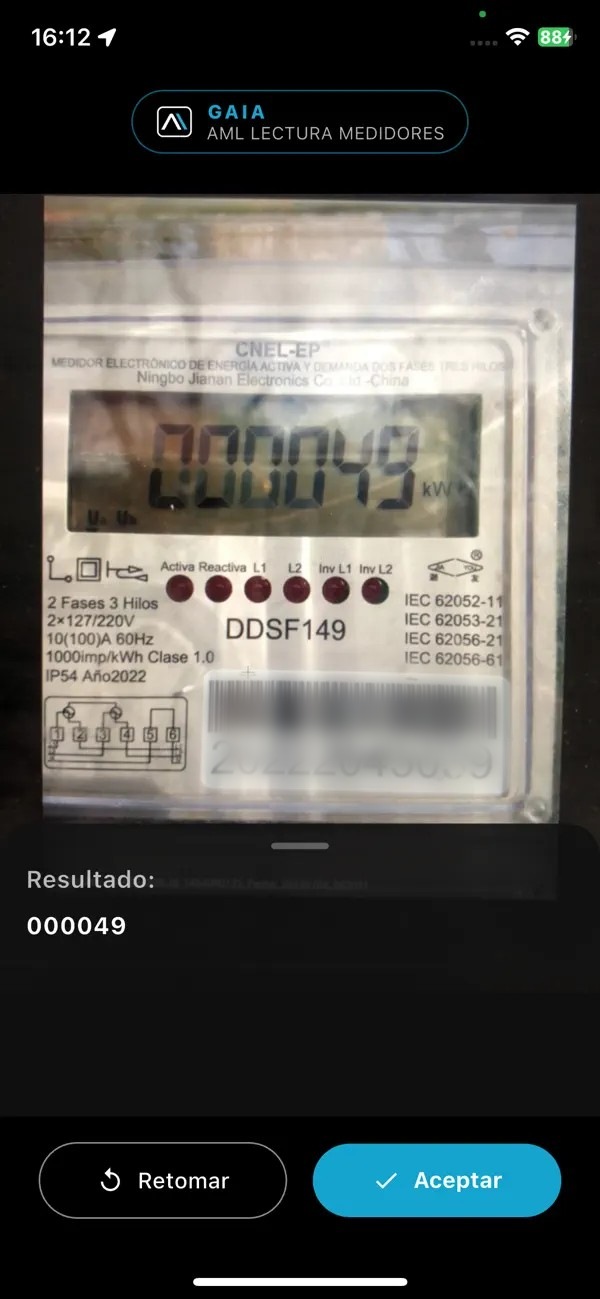 16:12
88
GAIA
AML LECTURA MEDIDORES
CNEL-EP
MEDIDOR ELECTRÓNICO DE ENERGÍA ACTIVA Y DEMANDA DOS FASES TRES HILOS
Ningbo Jianan Electronics Co., Ltd -China
000049
kW
Activa Reactiva L1 L2 Inv L1 Inv L2
2 Fases 3 Hilos
2×127/220V
10(100)A 60Hz
1000imp/kWh Clase 1.0
IP54 Año2022
DDSF149
IEC 62052-11
IEC 62053-21
IEC 62056-21
IEC 62056-61
1 2 3 4 5 6
Resultado:
000049
Retomar
Aceptar